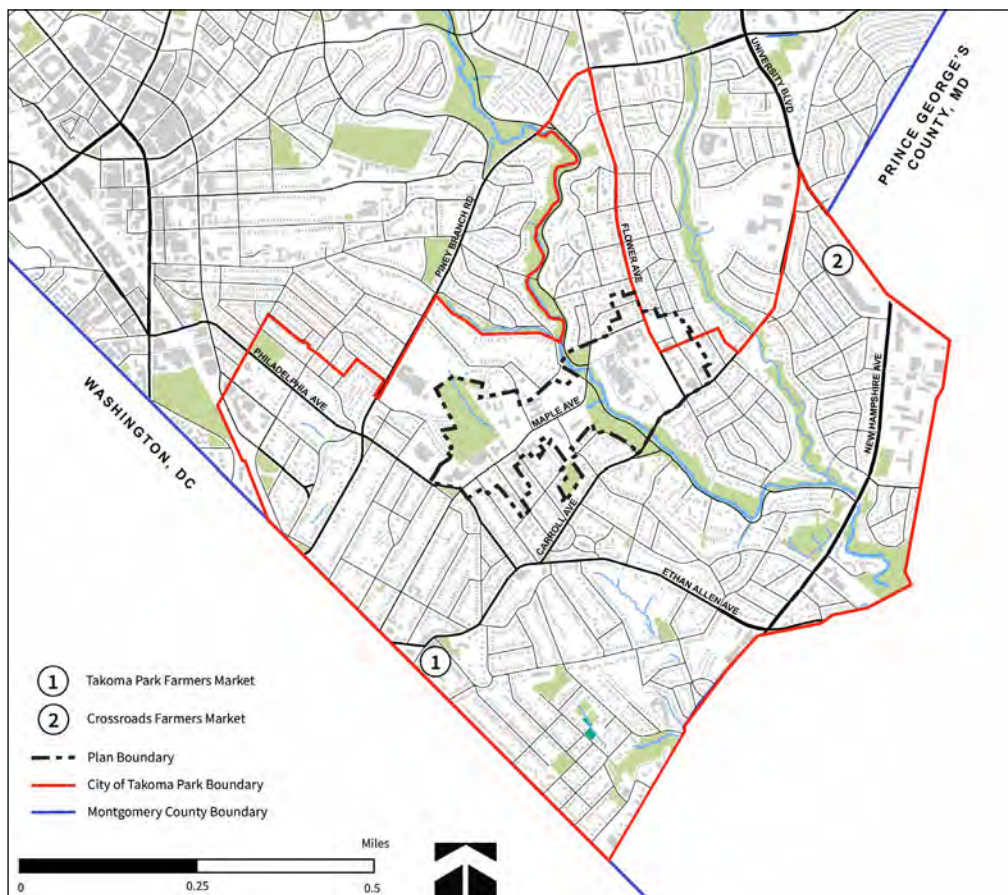 UNIVERSITY BLVD
PRINCE GEORGE'S
COUNTY, MD
PINEY BRANCH RD
FLOWER AVE
2
NEW HAMPSHIRE AVE
PHILADELPHIA AVE
MAPLE AVE
WASHINGTON, DC
CARROLL AVE
ETHAN ALLEN AVE
1
1 Takoma Park Farmers Market
2 Crossroads Farmers Market
Plan Boundary
City of Takoma Park Boundary
Montgomery County Boundary
Miles
0 0.25 0.5